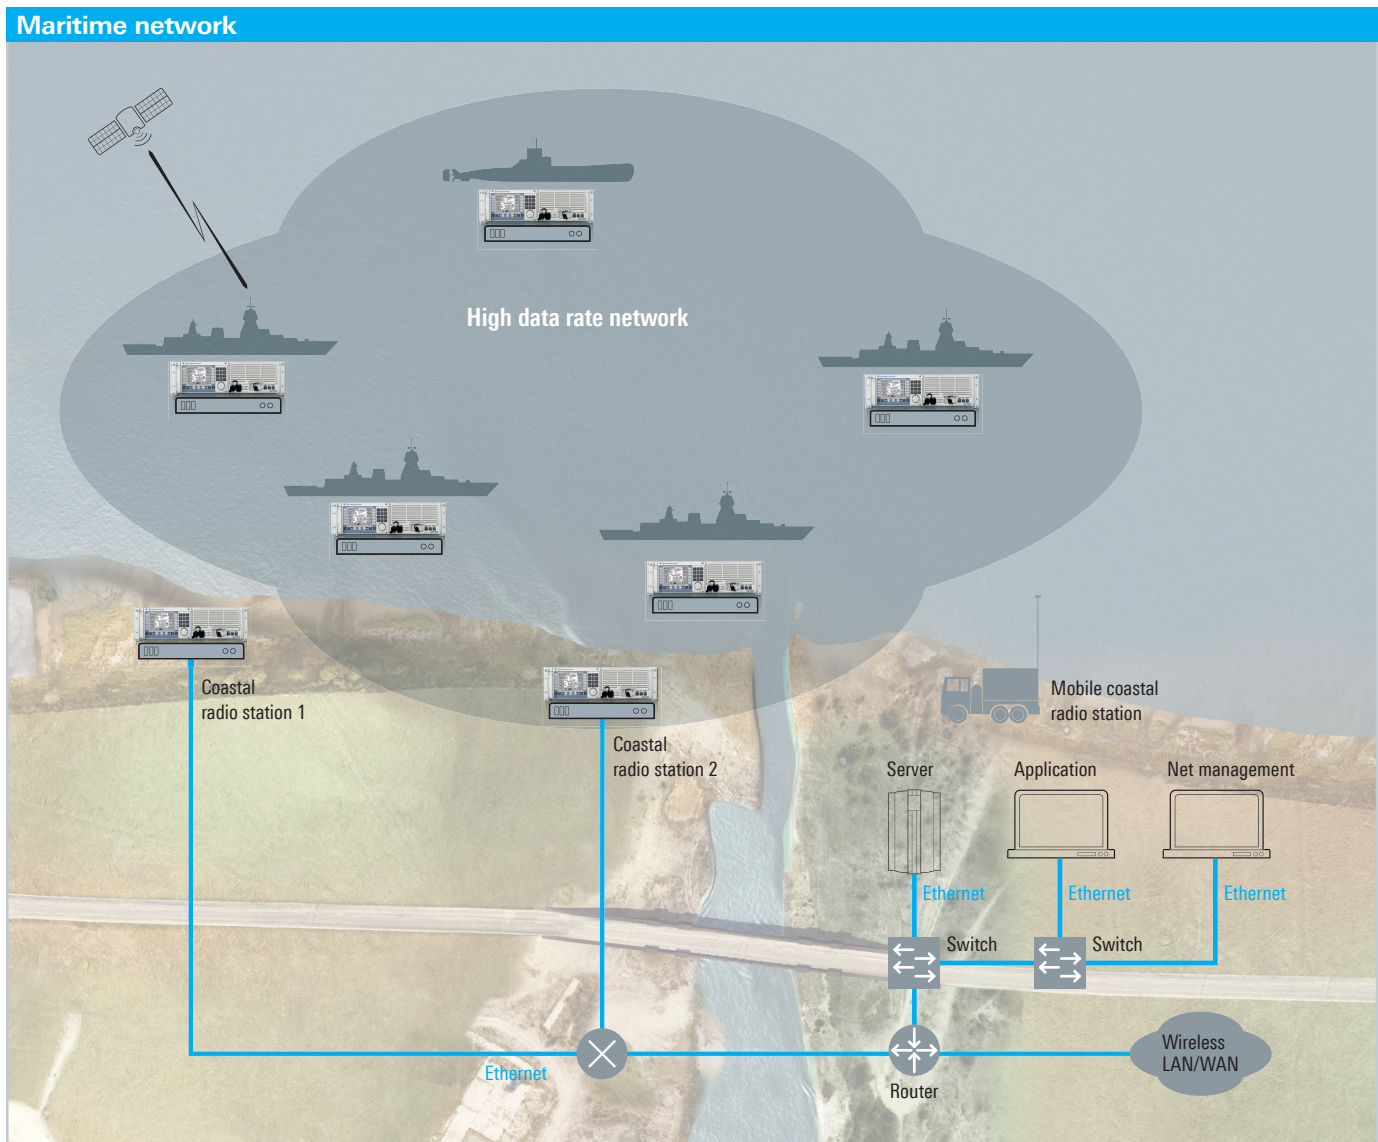 Maritime network
High data rate network
Coastal
radio station 1
Coastal
radio station 2
Mobile coastal
radio station
Server
Application
Net management
Ethernet
Ethernet
Ethernet
Switch
Switch
Ethernet
Router
Wireless
LAN/WAN